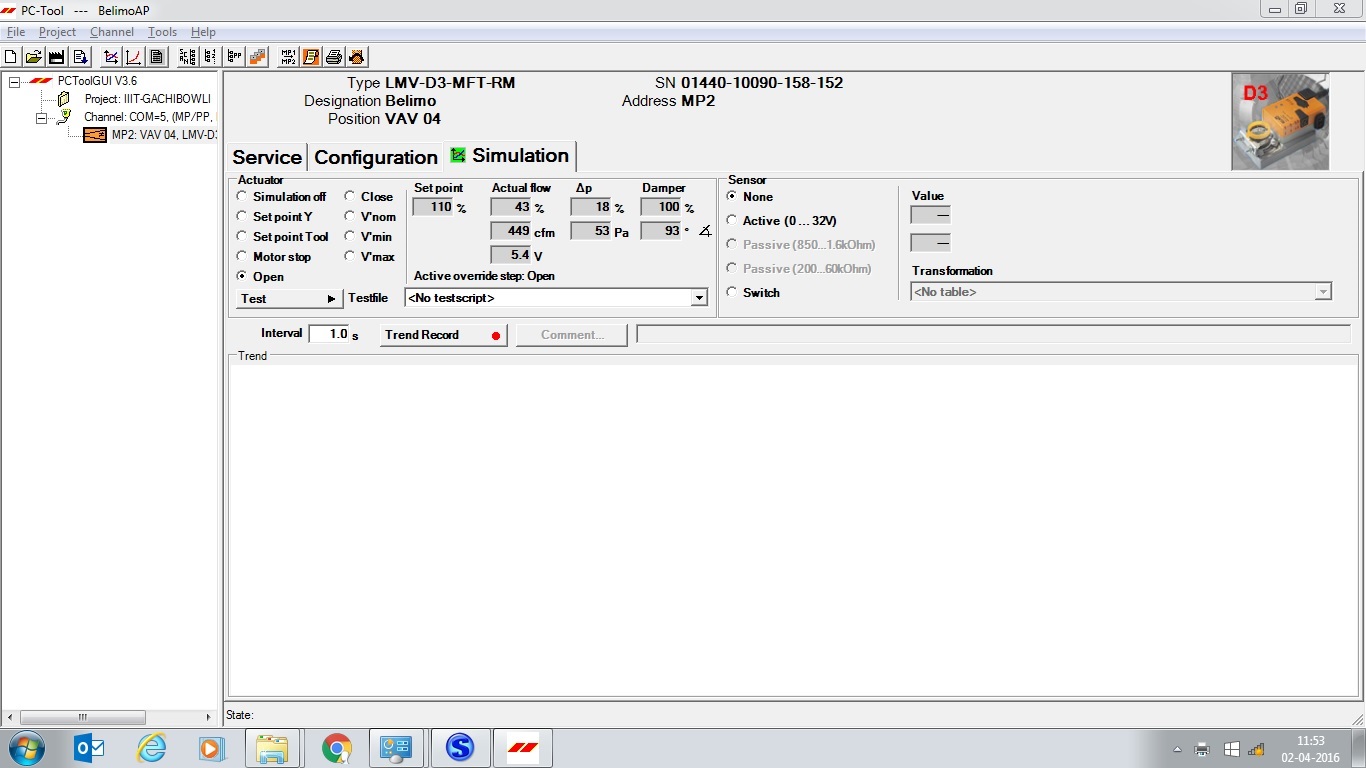 PC-Tool --- BelimoAP
File Project Channel Tools Help
PCToolGUI V3.6
Project: IIIT-GACHIBOWLI
Channel: COM=5, (MP/PP,
MP2: VAV 04, LMV-D3
Type LMV-D3-MFT-RM SN 01440-10090-158-152
Designation Belimo Address MP2
Position VAV 04
D3
Service Configuration Simulation
Actuator
Simulation off Close
Set point Y V'nom
Set point Tool V'min
Motor stop V'max
Open
Test Testfile <No testscript>
Set point Actual flow Δp Damper
110 % 43 % 18 % 100 %
449 cfm 53 Pa 93 °
5.4 V
Active override step: Open
Sensor
None
Active (0 ... 32V)
Passive (850...1.6kOhm)
Passive (200...60kOhm)
Switch
Value
—
—
Transformation
<No table>
Interval 1.0 s Trend Record Comment...
Trend
State:
11:53
02-04-2016